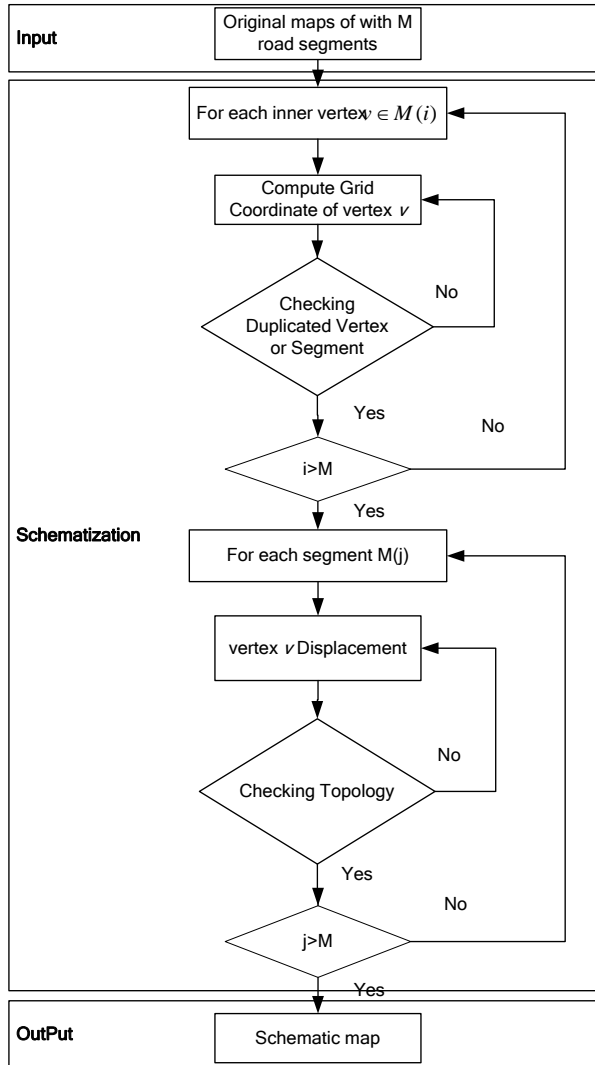 Input
Original maps of with M
road segments
For each inner vertex v ∈ M(i)
Compute Grid
Coordinate of vertex v
No
Checking
Duplicated Vertex
or Segment
Yes
No
i>M
Yes
Schematization
For each segment M(j)
vertex v Displacement
No
Checking Topology
Yes
No
j>M
Yes
OutPut
Schematic map